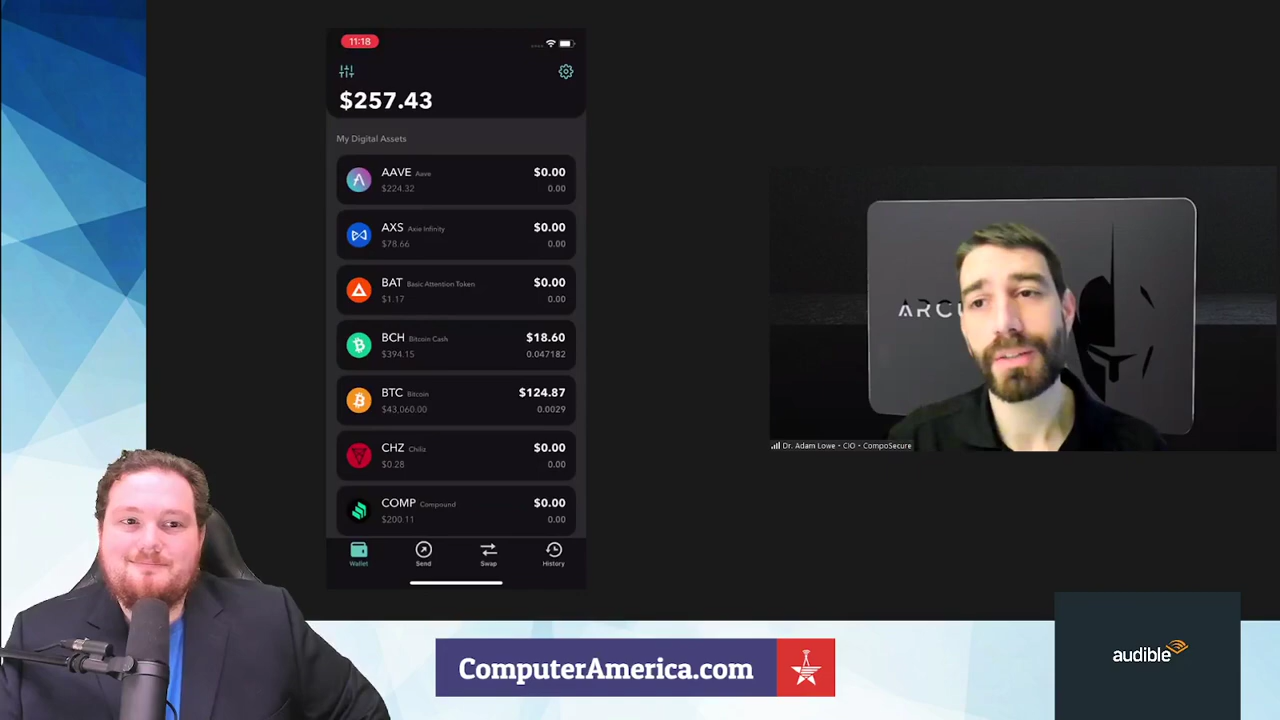 11:18
$257.43
My Digital Assets
AAVE Aave $0.00
$224.32 0.00
AXS Axie Infinity $0.00
$78.66 0.00
BAT Basic Attention Token $0.00
$1.17 0.00
BCH Bitcoin Cash $18.60
$394.15 0.047182
BTC Bitcoin $124.87
$43,060.00 0.0029
CHZ Chiliz $0.00
$0.28 0.00
COMP Compound $0.00
$200.11 0.00
Wallet Send Swap History
ARCU
Dr. Adam Lowe - CIO - CompoSecure
ComputerAmerica.com
audible